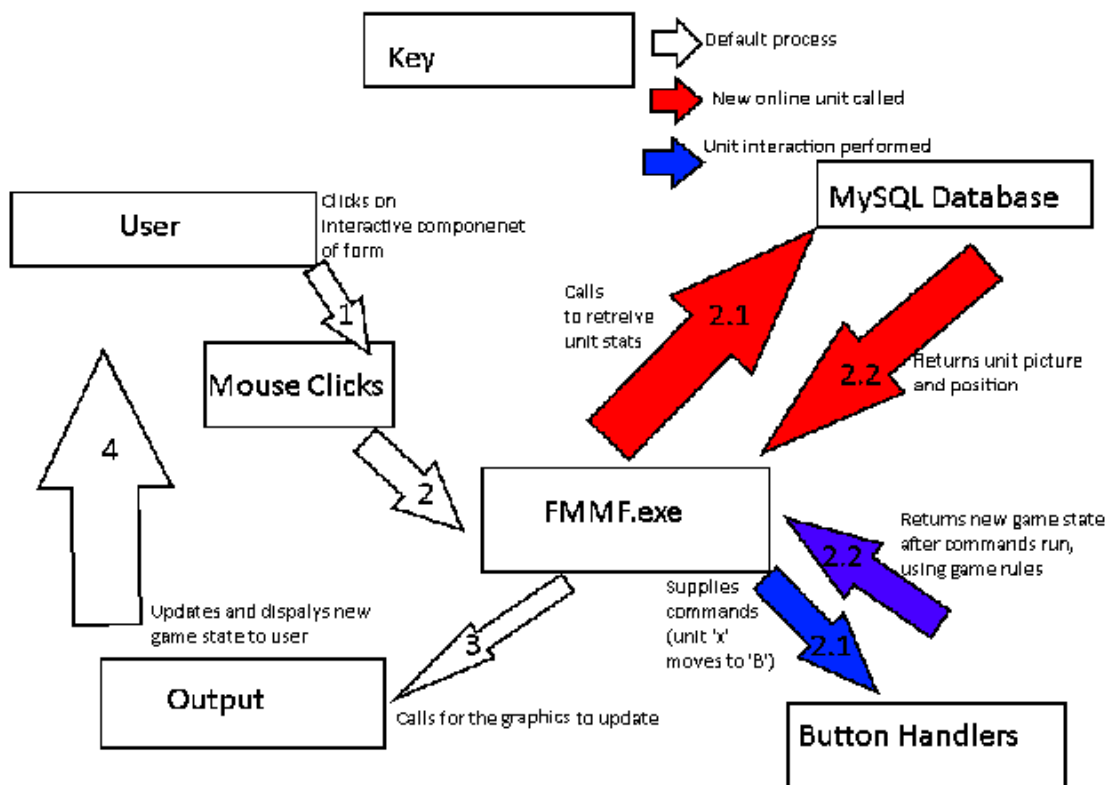 Key
Default process
New online unit called
Unit interaction performed
User
Clicks on
interactive componenet
of form
MySQL Database
1
Mouse Clicks
2
Calls
to retreive
unit stats
2.1
2.2
Returns unit picture
and position
4
FMMF.exe
Returns new game state
after commands run,
using game rules
2.2
Supplies
commands
(unit 'x'
moves to 'B')
2.1
3
Updates and dispalys new
game state to user
Output
Calls for the graphics to update
Button Handlers